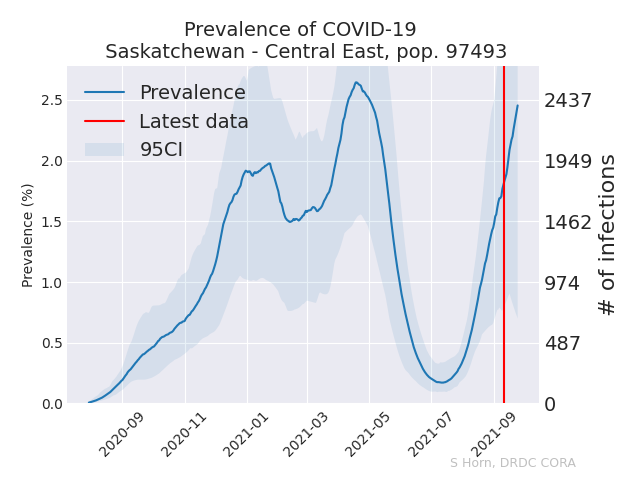 Prevalence of COVID-19
Saskatchewan - Central East, pop. 97493
Prevalence
Latest data
95CI
Prevalence (%)
2.5
2.0
1.5
1.0
0.5
0.0
2437
1949
1462
974
487
0
# of infections
2020-09
2020-11
2021-01
2021-03
2021-05
2021-07
2021-09
S Horn, DRDC CORA